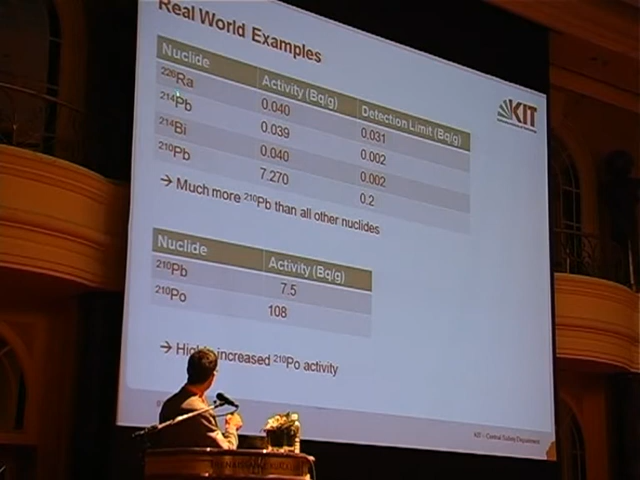 Real World Examples
Nuclide Activity (Bq/g) Detection Limit (Bq/g)
226Ra 0.040 0.031
214Pb 0.039 0.002
214Bi 0.040 0.002
210Pb 7.270 0.2
→ Much more 210Pb than all other nuclides
Nuclide Activity (Bq/g)
210Pb 7.5
210Po 108
→ increased 210Po activity
KIT
KIT – Central Safety Department